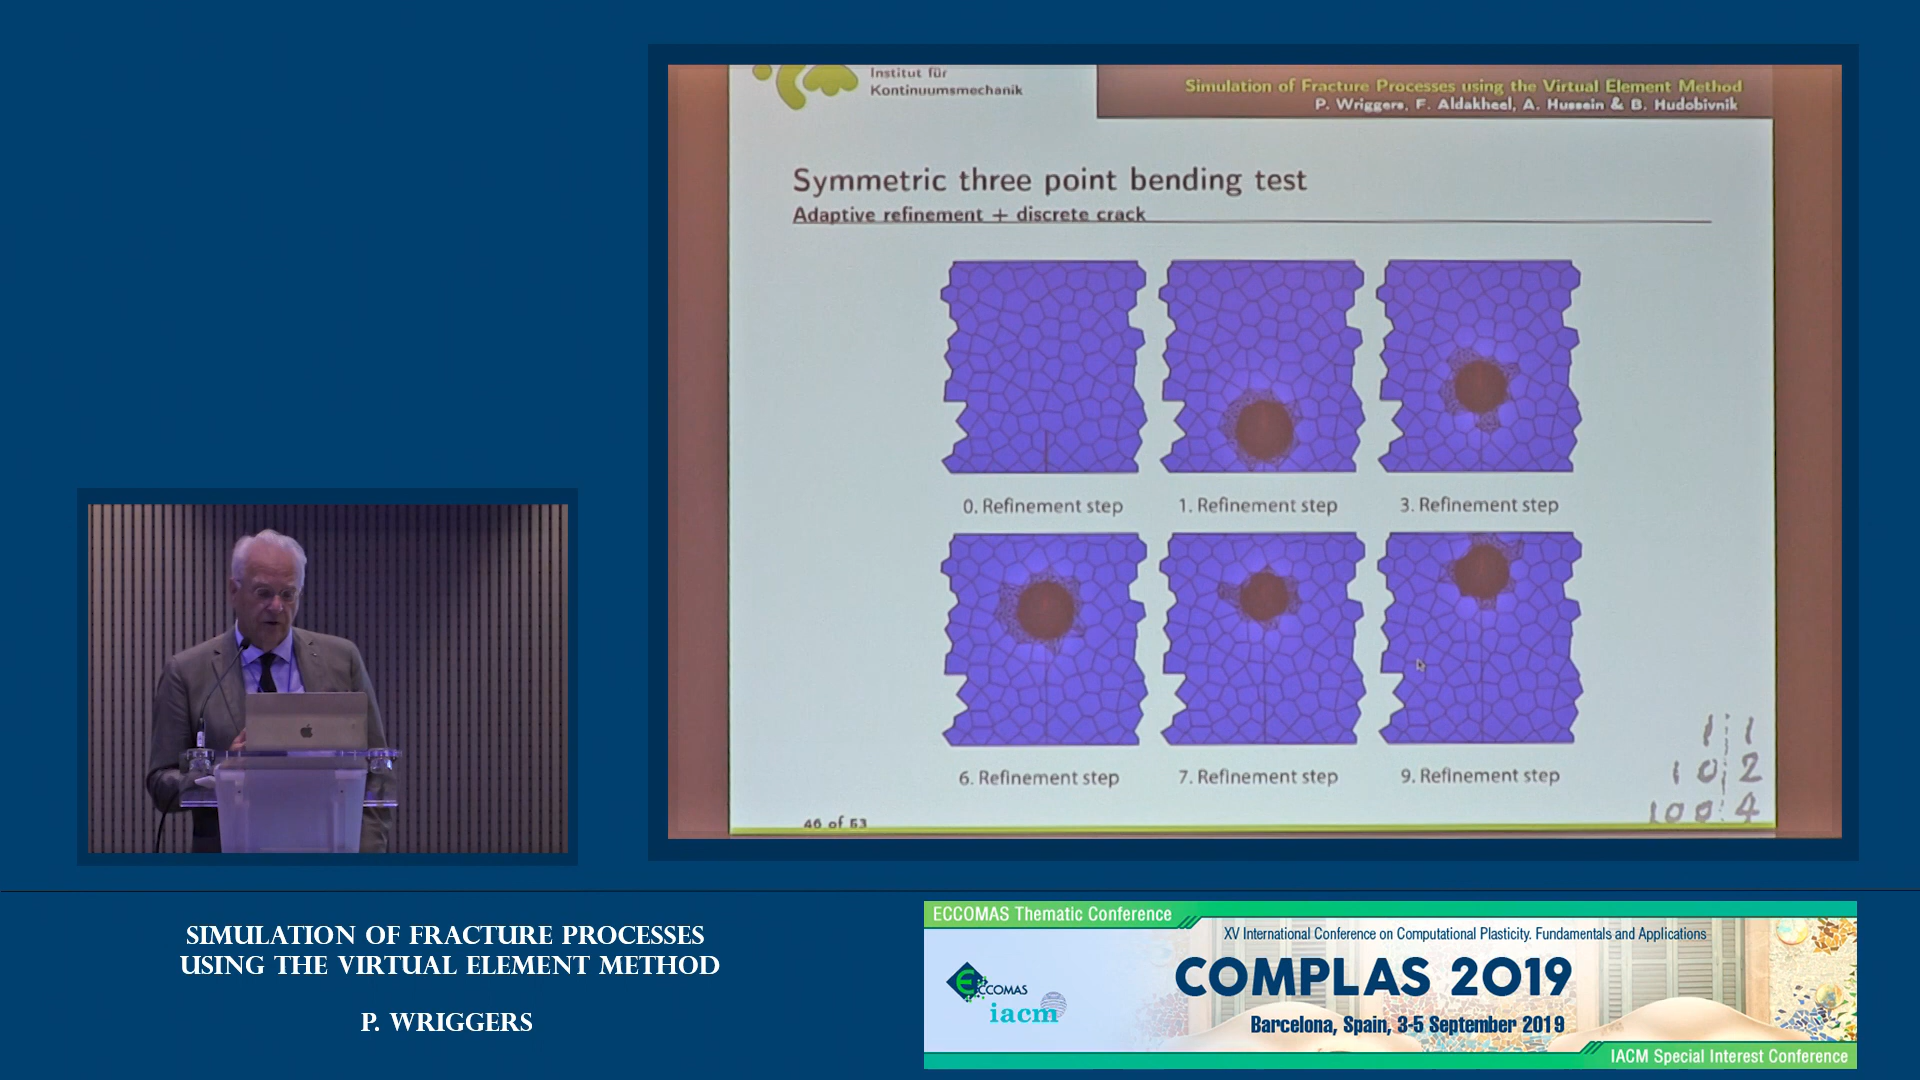 Institut für
Kontinuumsmechanik
Simulation of Fracture Processes using the Virtual Element Method
P. Wriggers, F. Aldakheel, A. Hussein & B. Hudobivnik
Symmetric three point bending test
Adaptive refinement + discrete crack
0. Refinement step
1. Refinement step
3. Refinement step
6. Refinement step
7. Refinement step
9. Refinement step
1 1
10 2
100 4
46 of 53
SIMULATION OF FRACTURE PROCESSES
USING THE VIRTUAL ELEMENT METHOD
P. WRIGGERS
ECCOMAS Thematic Conference
XV International Conference on Computational Plasticity. Fundamentals and Applications
ECCOMAS
iacm
COMPLAS 2019
Barcelona, Spain, 3-5 September 2019
IACM Special Interest Conference